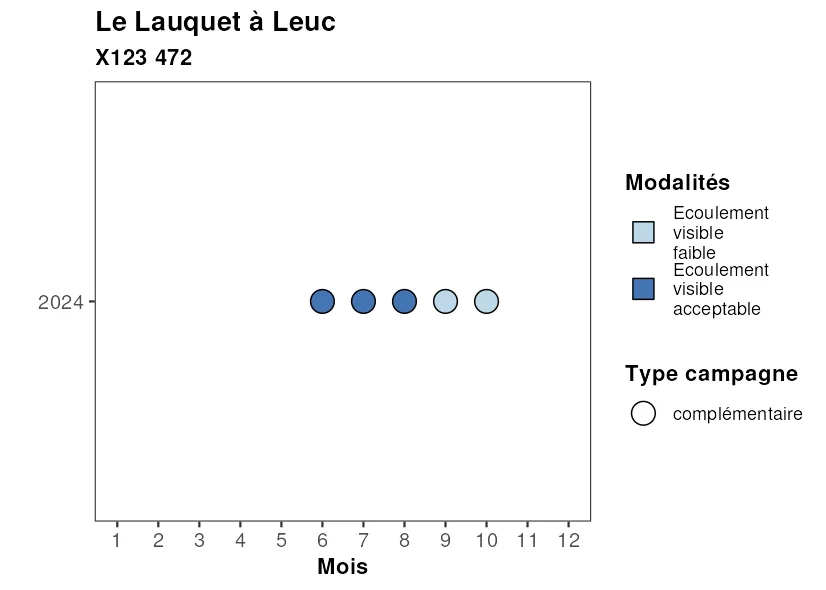 Le Lauquet à Leuc
X123 472
2024
1 2 3 4 5 6 7 8 9 10 11 12
Mois
Modalités
Ecoulement
visible
faible
Ecoulement
visible
acceptable
Type campagne
complémentaire